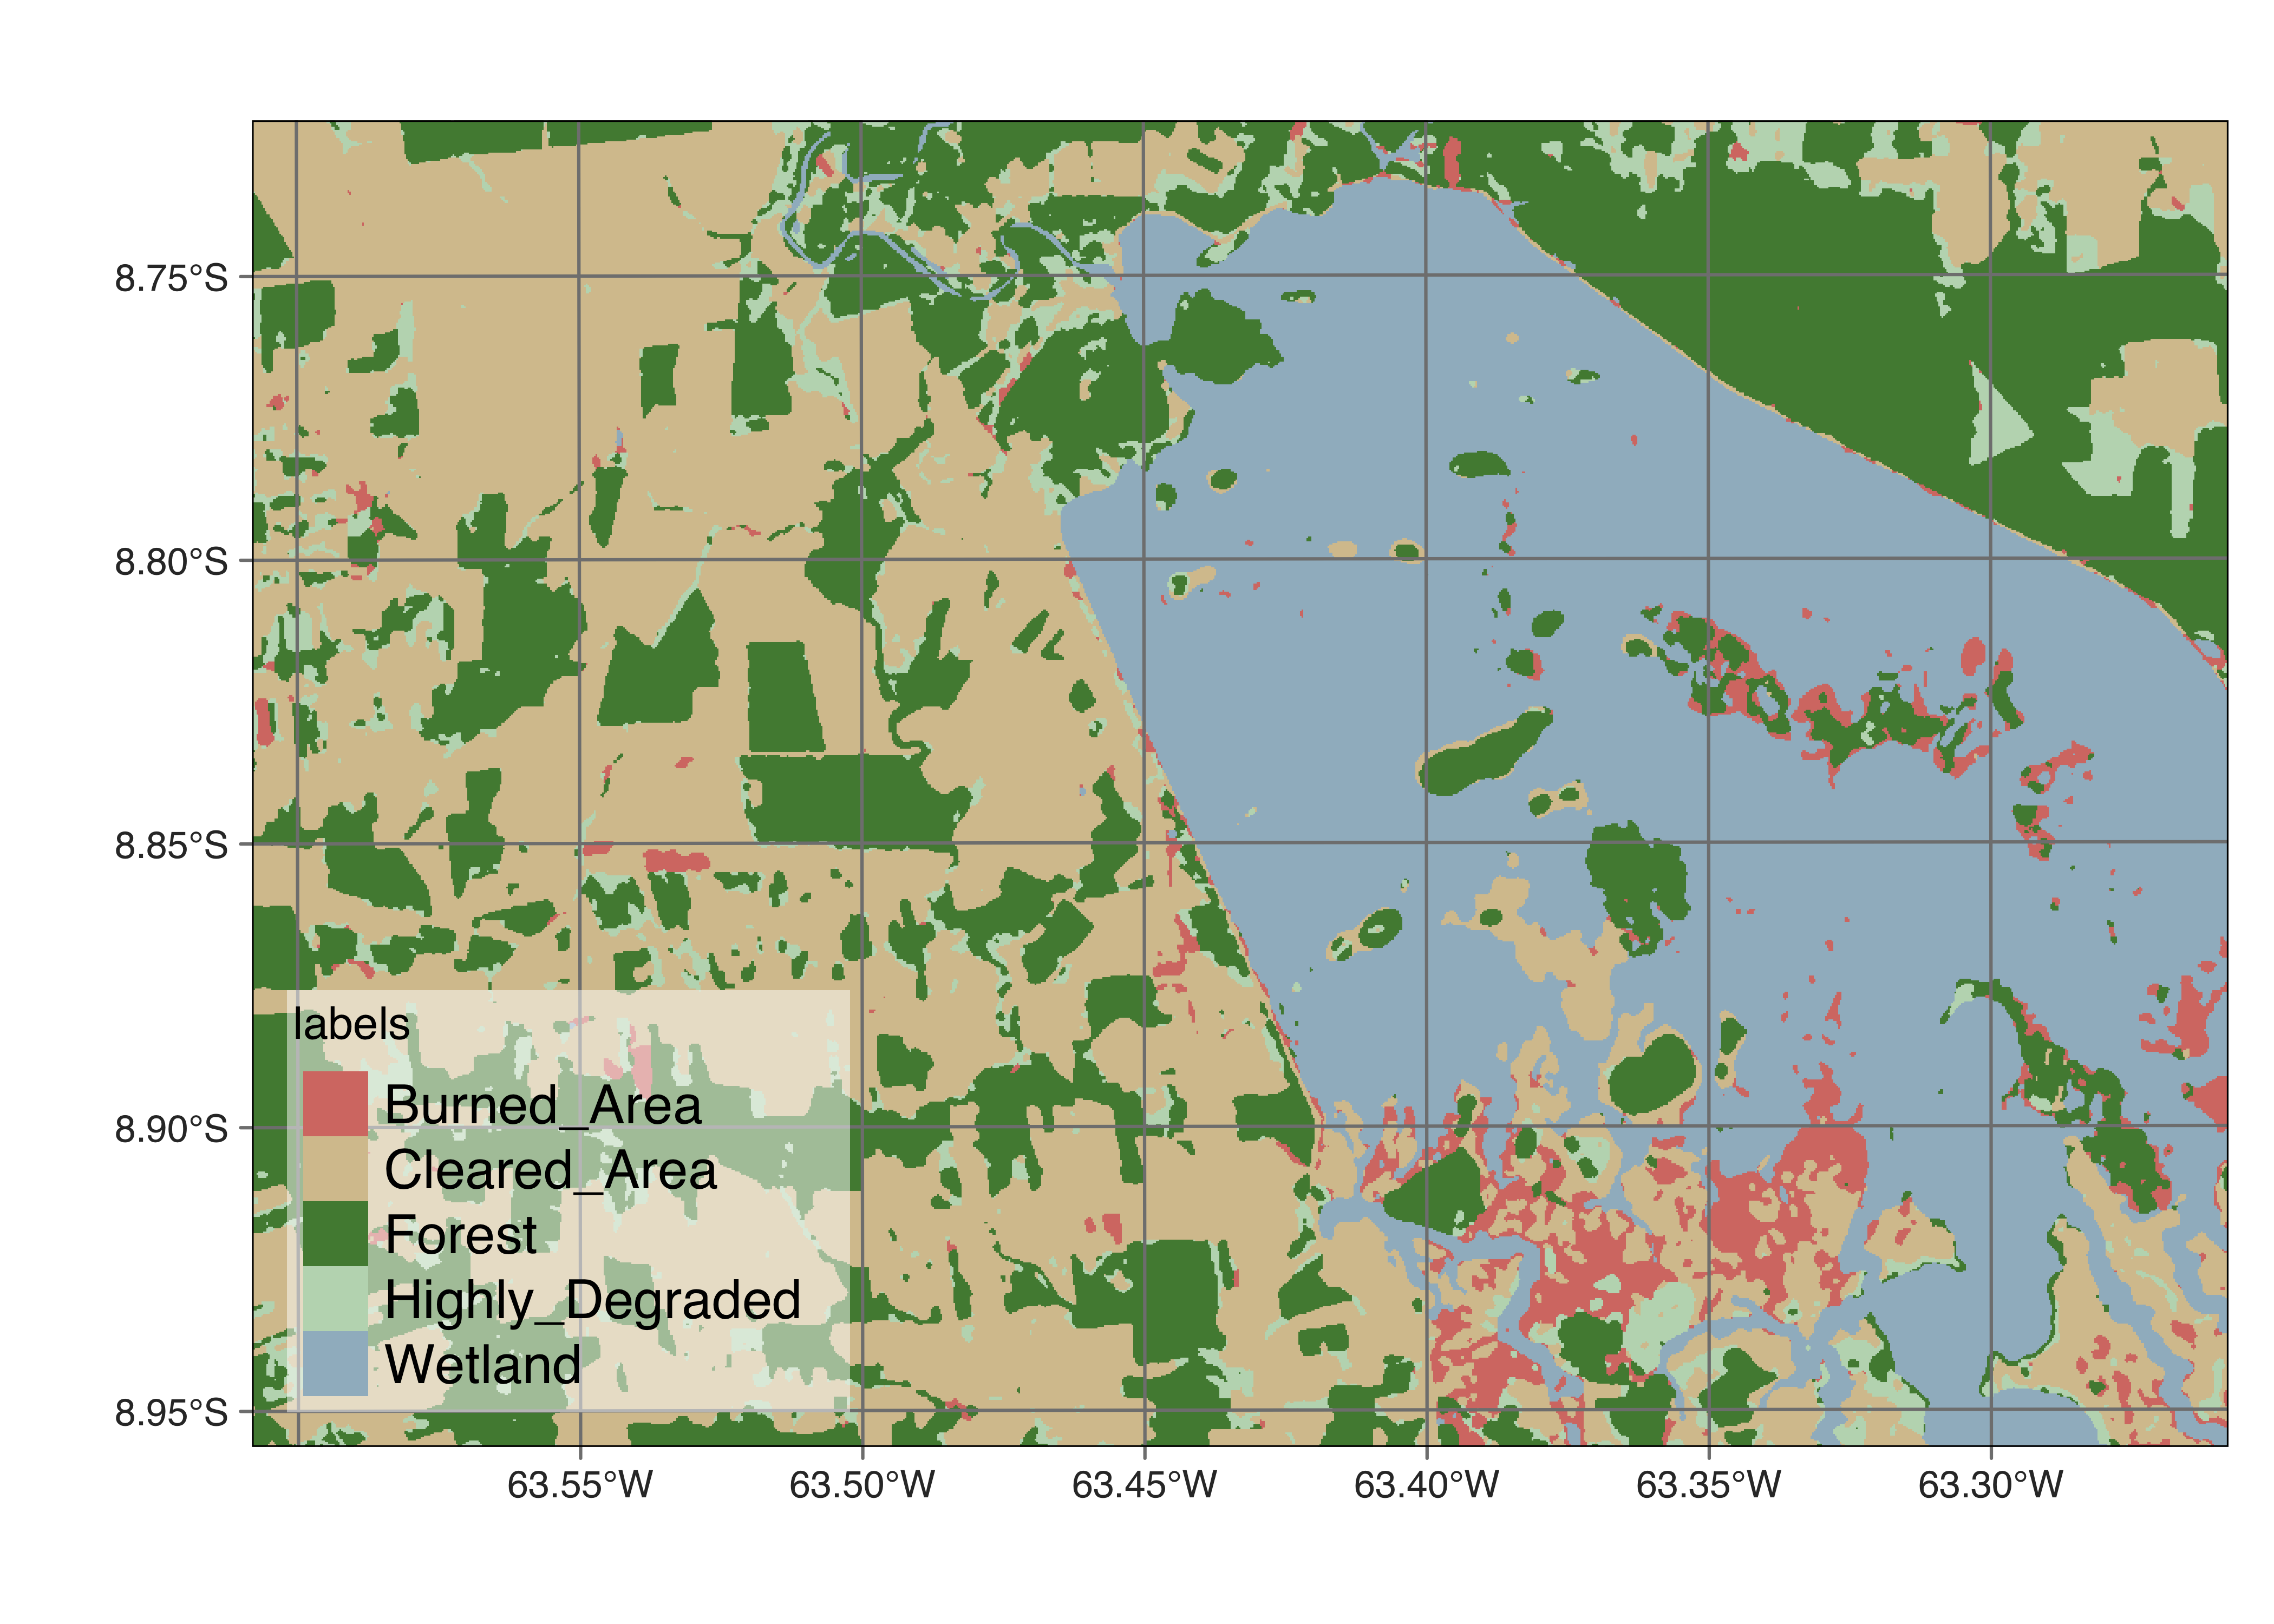 8.75°S
8.80°S
8.85°S
8.90°S
8.95°S
labels
Burned_Area
Cleared_Area
Forest
Highly_Degraded
Wetland
63.55°W 63.50°W 63.45°W 63.40°W 63.35°W 63.30°W